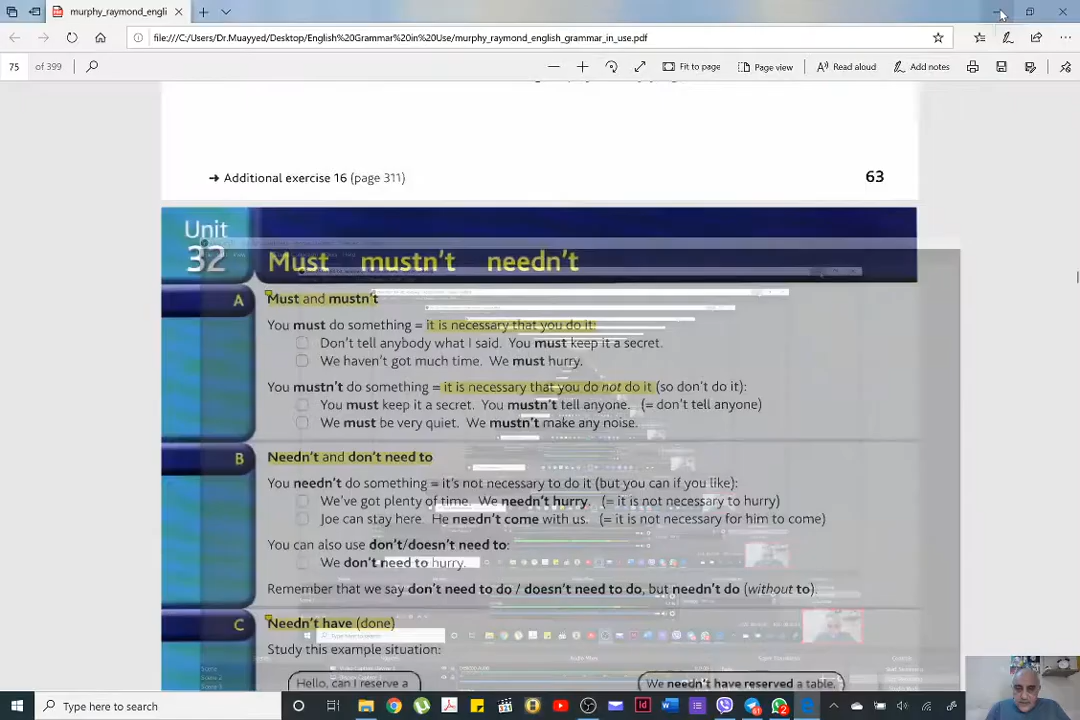 murphy_raymond_engli
file:///C:/Users/Dr.Muayyed/Desktop/English%20Grammar%20in%20Use/murphy_raymond_english_grammar_in_use.pdf
75 of 399
Fit to page
Page view
Read aloud
Add notes
→ Additional exercise 16 (page 311)
63
Unit
32
Must mustn't needn't
A
Must and mustn't
You must do something = it is necessary that you do it:
Don't tell anybody what I said. You must keep it a secret.
We haven't got much time. We must hurry.
You mustn't do something = it is necessary that you do not do it (so don't do it):
You must keep it a secret. You mustn't tell anyone. (= don't tell anyone)
We must be very quiet. We mustn't make any noise.
B
Needn't and don't need to
You needn't do something = it's not necessary to do it (but you can if you like):
We've got plenty of time. We needn't hurry. (= it is not necessary to hurry)
Joe can stay here. He needn't come with us. (= it is not necessary for him to come)
You can also use don't/doesn't need to:
We don't need to hurry.
Remember that we say don't need to do / doesn't need to do, but needn't do (without to).
C
Needn't have (done)
Study this example situation:
Hello, can I reserve a
We needn't have reserved a table.
Type here to search